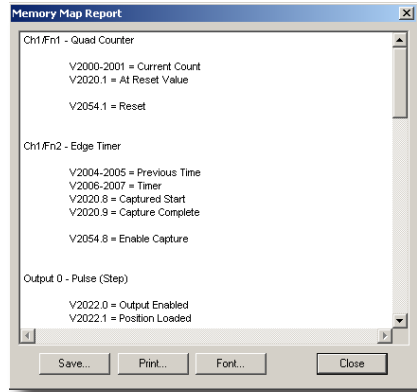 Memory Map Report
Ch1/Fn1 - Quad Counter
V2000-2001 = Current Count
V2020.1 = At Reset Value
V2054.1 = Reset
Ch1/Fn2 - Edge Timer
V2004-2005 = Previous Time
V2006-2007 = Timer
V2020.8 = Captured Start
V2020.9 = Capture Complete
V2054.8 = Enable Capture
Output 0 - Pulse (Step)
V2022.0 = Output Enabled
V2022.1 = Position Loaded
Save... Print... Font... Close